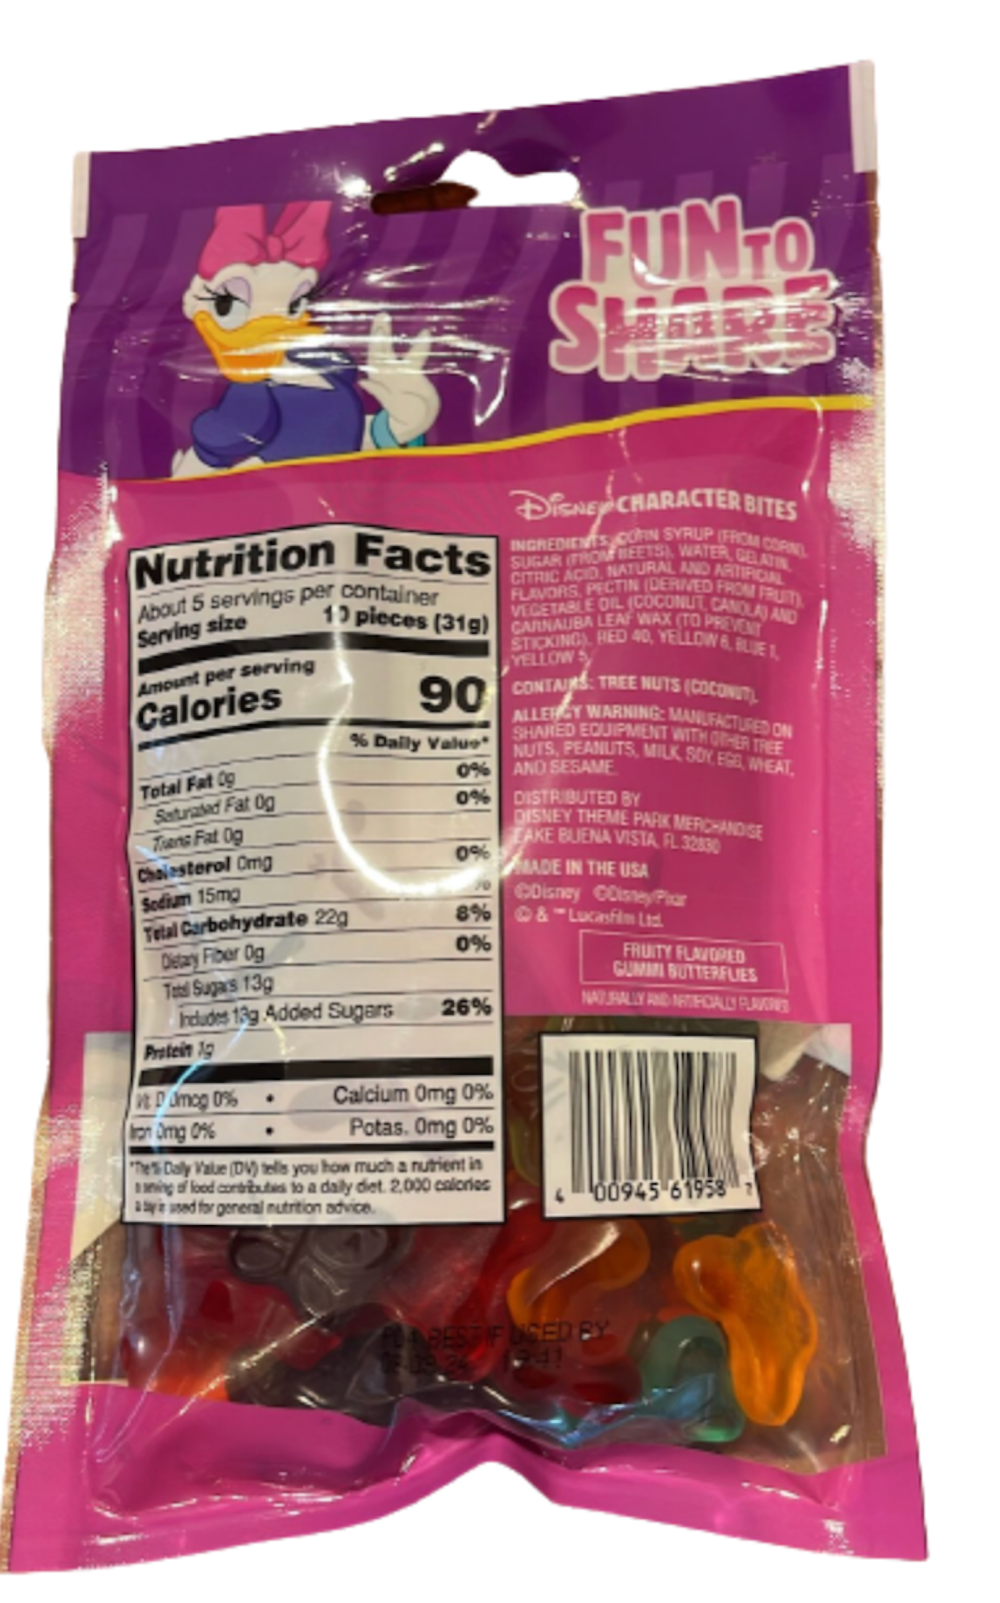 FUN TO
SHARE
Disney CHARACTER BITES
INGREDIENTS: CORN SYRUP (FROM CORN),
SUGAR (FROM BEETS), WATER, GELATIN,
CITRIC ACID, NATURAL AND ARTIFICIAL
FLAVORS, PECTIN (DERIVED FROM FRUIT),
VEGETABLE OIL (COCONUT, CANOLA) AND
CARNAUBA LEAF WAX (TO PREVENT
STICKING), RED 40, YELLOW 6, BLUE 1,
YELLOW 5.
CONTAINS: TREE NUTS (COCONUT).
ALLERGY WARNING: MANUFACTURED ON
SHARED EQUIPMENT WITH OTHER TREE
NUTS, PEANUTS, MILK, SOY, EGG, WHEAT,
AND SESAME.
DISTRIBUTED BY
DISNEY THEME PARK MERCHANDISE
LAKE BUENA VISTA, FL 32830
MADE IN THE USA
©Disney ©Disney/Pixar
© & ™ Lucasfilm Ltd.
FRUITY FLAVORED
GUMMI BUTTERFLIES
NATURALLY AND ARTIFICIALLY FLAVORED
Nutrition Facts
About 5 servings per container
Serving size 10 pieces (31g)
Amount per serving
Calories 90
% Daily Value*
Total Fat 0g 0%
Saturated Fat 0g 0%
Trans Fat 0g
Cholesterol 0mg 0%
Sodium 15mg %
Total Carbohydrate 22g 8%
Dietary Fiber 0g 0%
Total Sugars 13g
Includes 13g Added Sugars 26%
Protein 1g
Vit. D 0mcg 0% • Calcium 0mg 0%
Iron 0mg 0% • Potas. 0mg 0%
*The % Daily Value (DV) tells you how much a nutrient in
a serving of food contributes to a daily diet. 2,000 calories
a day is used for general nutrition advice.
4 00945 61958 7
BEST IF USED BY